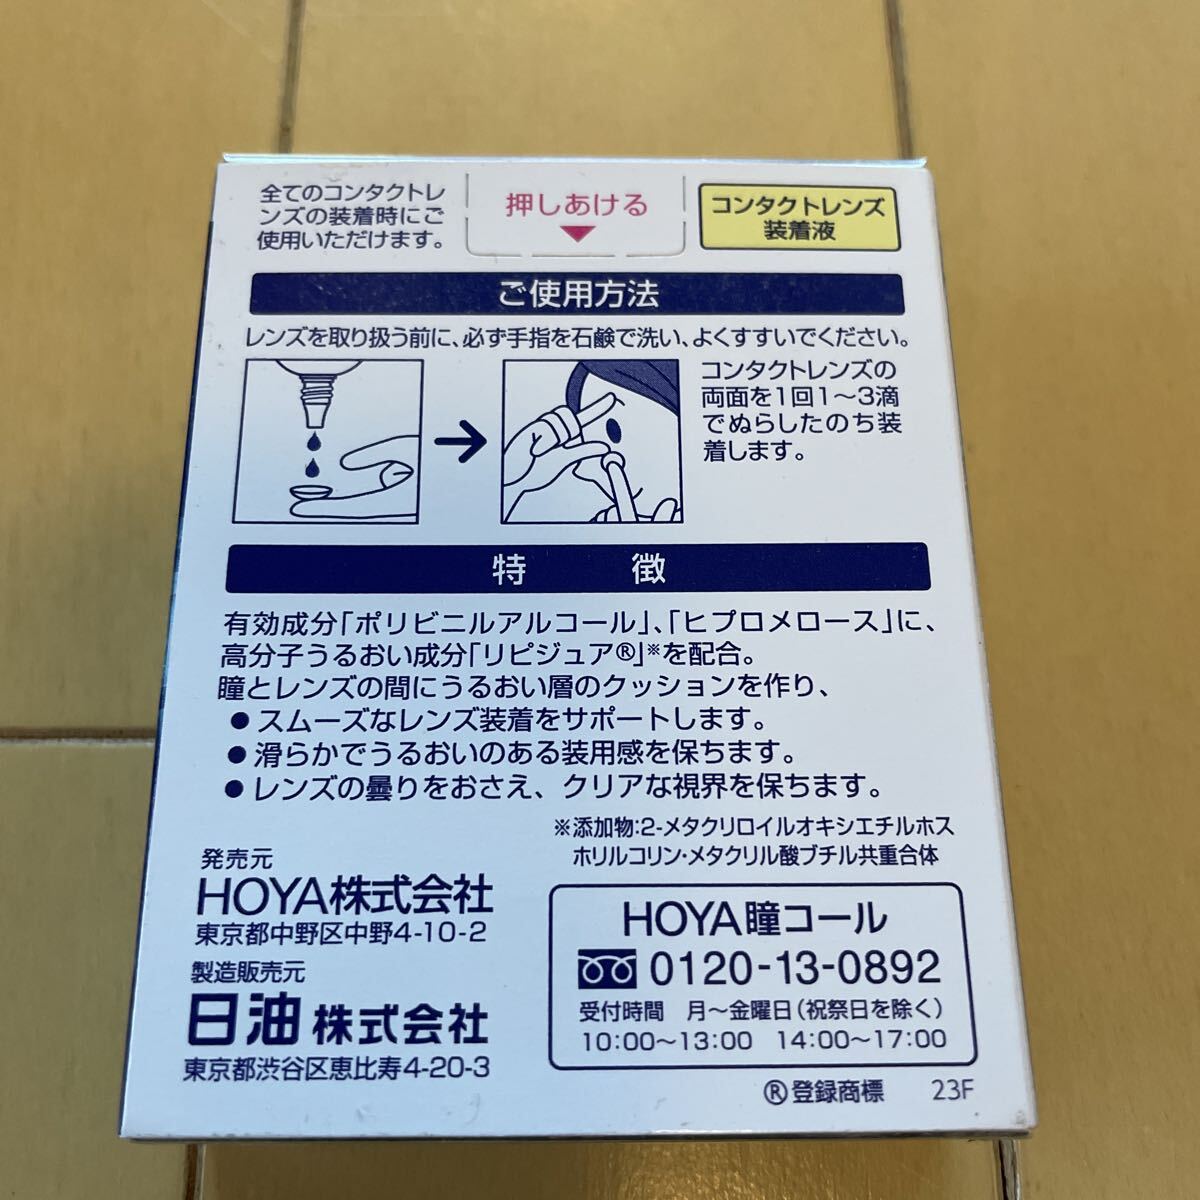 全てのコンタクトレ
ンズの装着時にご
使用いただけます。
押しあける
コンタクトレンズ
装着液
ご使用方法
レンズを取り扱う前に、必ず手指を石鹸で洗い、よくすすいでください。
コンタクトレンズの
両面を1回1〜3滴
でぬらしたのち装
着します。
特 徴
有効成分「ポリビニルアルコール」、「ヒプロメロース」に、
高分子うるおい成分「リピジュア®」※を配合。
瞳とレンズの間にうるおい層のクッションを作り、
● スムーズなレンズ装着をサポートします。
● 滑らかでうるおいのある装用感を保ちます。
● レンズの曇りをおさえ、クリアな視界を保ちます。
※添加物:2-メタクリロイルオキシエチルホス
ホリルコリン・メタクリル酸ブチル共重合体
発売元
HOYA株式会社
東京都中野区中野4-10-2
製造販売元
日油株式会社
東京都渋谷区恵比寿4-20-3
HOYA瞳コール
0120-13-0892
受付時間 月〜金曜日(祝祭日を除く)
10:00〜13:00 14:00〜17:00
®登録商標 23F